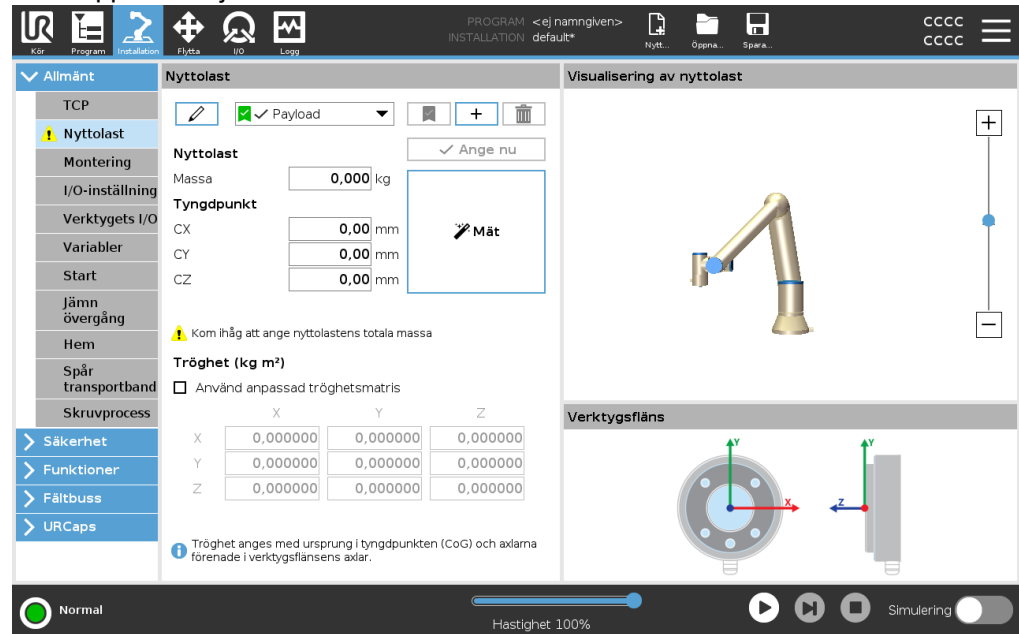 PROGRAM <ej namngiven>
INSTALLATION default*
Kör Program Installation Flytta I/O Logg
Nytt... Öppna... Spara...
cccc
cccc
Allmänt
TCP
Nyttolast
Montering
I/O-inställning
Verktygets I/O
Variabler
Start
Jämn
övergång
Hem
Spår
transportband
Skruvprocess
Säkerhet
Funktioner
Fältbuss
URCaps
Nyttolast
Payload
+
Ange nu
Nyttolast
Massa 0,000 kg
Tyngdpunkt
CX 0,00 mm
CY 0,00 mm
CZ 0,00 mm
Mät
Kom ihåg att ange nyttolastens totala massa
Tröghet (kg m²)
Använd anpassad tröghetsmatris
X Y Z
X 0,000000 0,000000 0,000000
Y 0,000000 0,000000 0,000000
Z 0,000000 0,000000 0,000000
Tröghet anges med ursprung i tyngdpunkten (CoG) och axlarna
förenade i verktygsflänsens axlar.
Visualisering av nyttolast
Verktygsfläns
Y
X
Y
Z
Normal
Hastighet 100%
Simulering